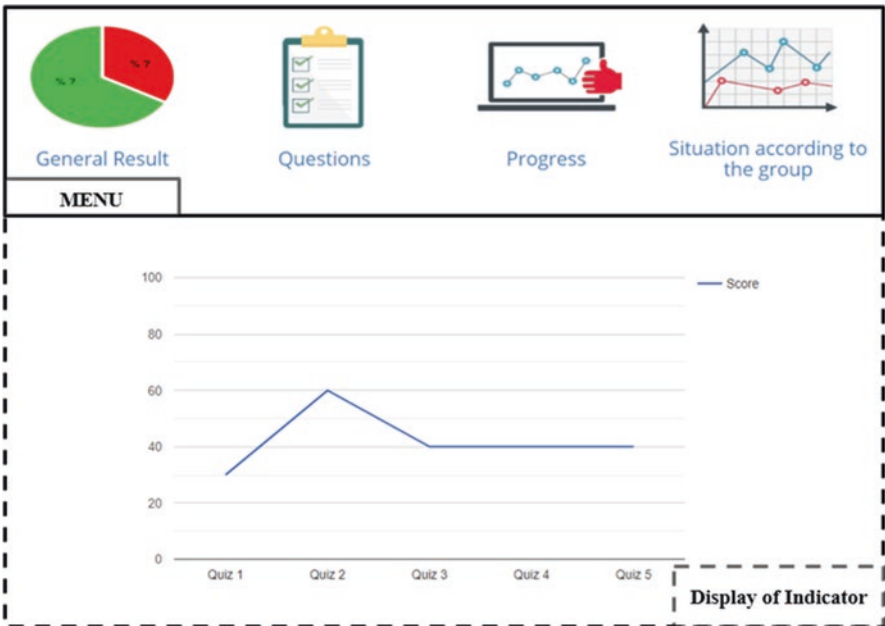 % ?
% ?
General Result
Questions
Progress
Situation according to
the group
MENU
100
Score
80
60
40
20
0
Quiz 1
Quiz 2
Quiz 3
Quiz 4
Quiz 5
Display of Indicator